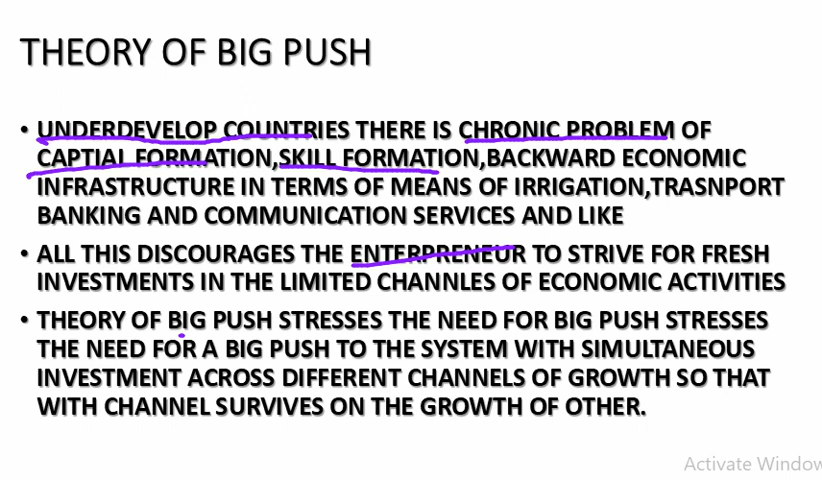 THEORY OF BIG PUSH
• UNDERDEVELOP COUNTRIES THERE IS CHRONIC PROBLEM OF
CAPTIAL FORMATION,SKILL FORMATION,BACKWARD ECONOMIC
INFRASTRUCTURE IN TERMS OF MEANS OF IRRIGATION,TRASNPORT
BANKING AND COMMUNICATION SERVICES AND LIKE
• ALL THIS DISCOURAGES THE ENTERPRENEUR TO STRIVE FOR FRESH
INVESTMENTS IN THE LIMITED CHANNLES OF ECONOMIC ACTIVITIES
• THEORY OF BIG PUSH STRESSES THE NEED FOR BIG PUSH STRESSES
THE NEED FOR A BIG PUSH TO THE SYSTEM WITH SIMULTANEOUS
INVESTMENT ACROSS DIFFERENT CHANNELS OF GROWTH SO THAT
WITH CHANNEL SURVIVES ON THE GROWTH OF OTHER.
Activate Window